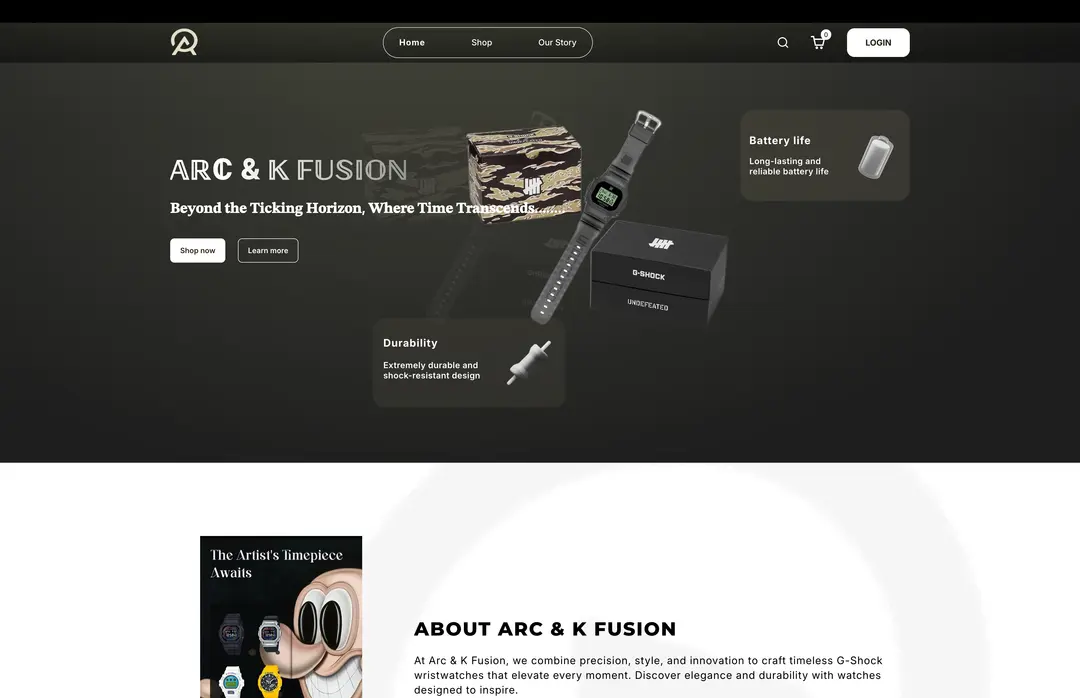 Home
Shop
Our Story
0
LOGIN
ARC & K FUSION
Beyond the Ticking Horizon, Where Time Transcends.......
Shop now
Learn more
Battery life
Long-lasting and
reliable battery life
G-SHOCK
UNDEFEATED
Durability
Extremely durable and
shock-resistant design
The Artist's Timepiece
Awaits
ABOUT ARC & K FUSION
At Arc & K Fusion, we combine precision, style, and innovation to craft timeless G-Shock
wristwatches that elevate every moment. Discover elegance and durability with watches
designed to inspire.